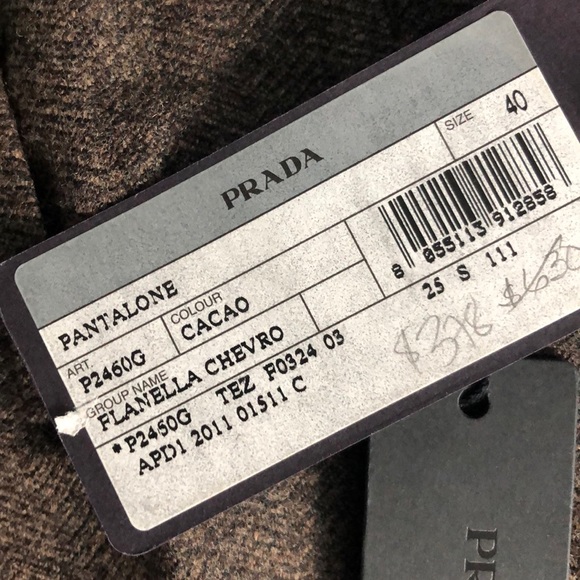 PRADA
SIZE 40
PANTALONE
ART. P2460G
COLOUR CACAO
8 055113 912858
GROUP NAME
FLANELLA CHEVRO
25 S 111
*P2460G TEZ F0324 03
APD1 2011 01511 C
$630
PR